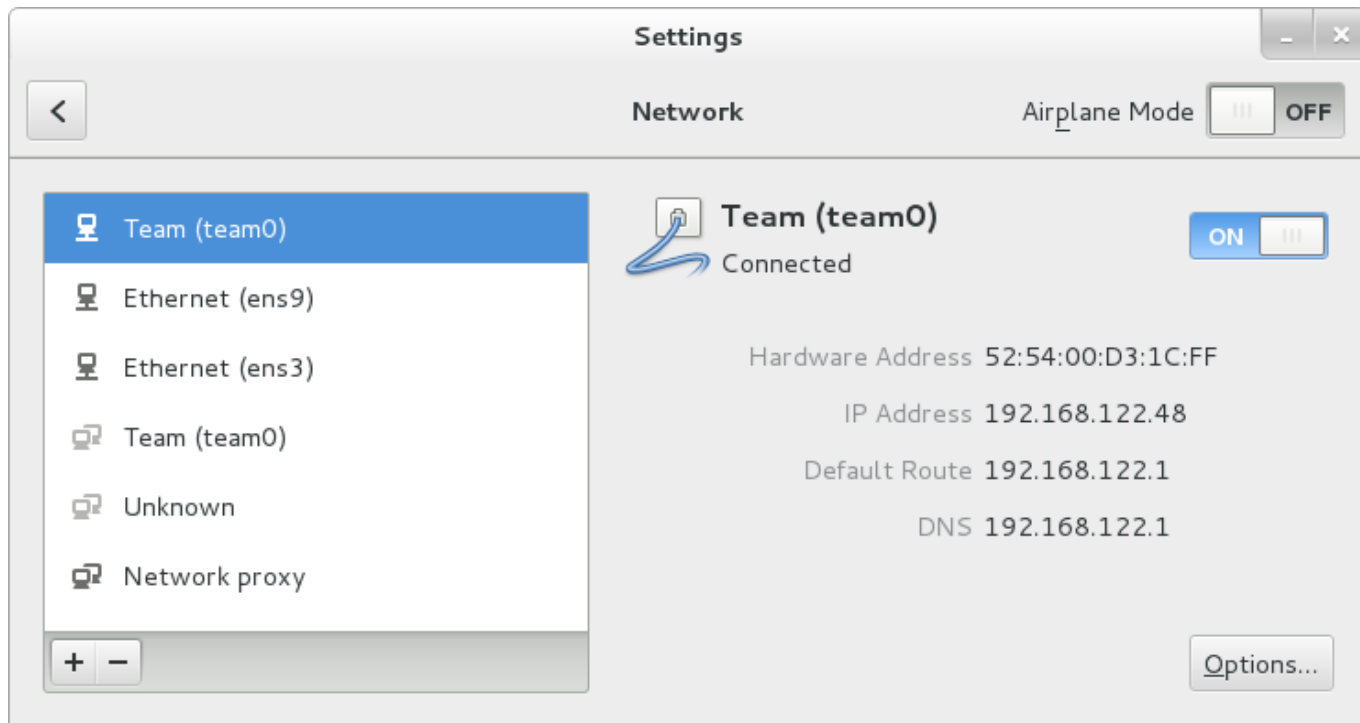 Settings
Network
Airplane Mode
OFF
Team (team0)
Ethernet (ens9)
Ethernet (ens3)
Team (team0)
Unknown
Network proxy
Team (team0)
ON
Connected
Hardware Address 52:54:00:D3:1C:FF
IP Address 192.168.122.48
Default Route 192.168.122.1
DNS 192.168.122.1
Options...